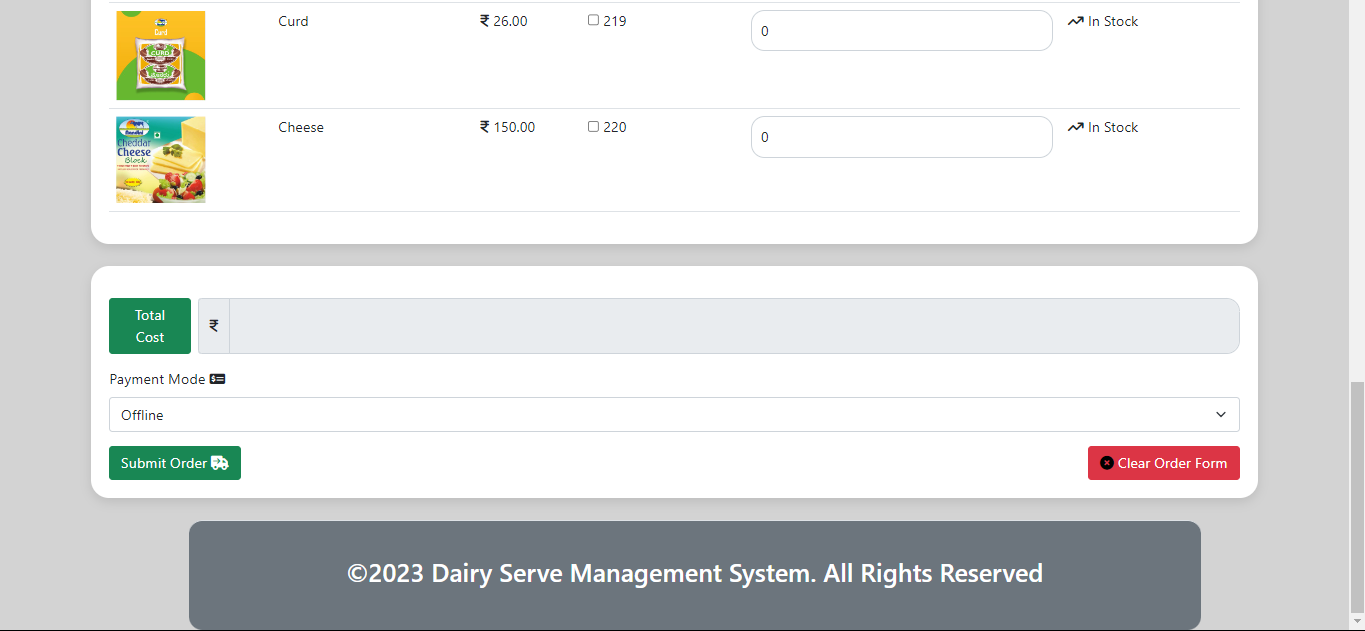 Curd
₹ 26.00
219
0
In Stock
Curd
CURD
Cheese
₹ 150.00
220
0
In Stock
Cheddar
Cheese
Block
Total
Cost
₹
Payment Mode
Offline
Submit Order
Clear Order Form
©2023 Dairy Serve Management System. All Rights Reserved